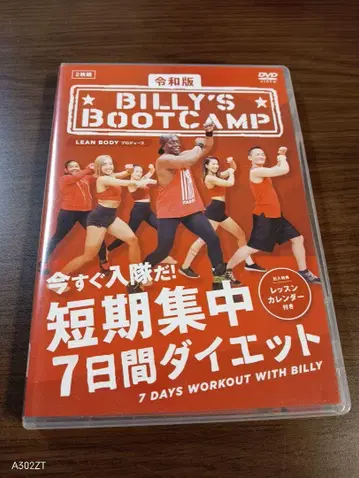 2枚組
令和版
DVD
VIDEO
BILLY'S
BOOTCAMP
LEAN BODY プロデュース
今すぐ入隊だ!
短期集中
7日間ダイエット
封入特典
レッスン
カレンダー
付き
7 DAYS WORKOUT WITH BILLY
A302ZT